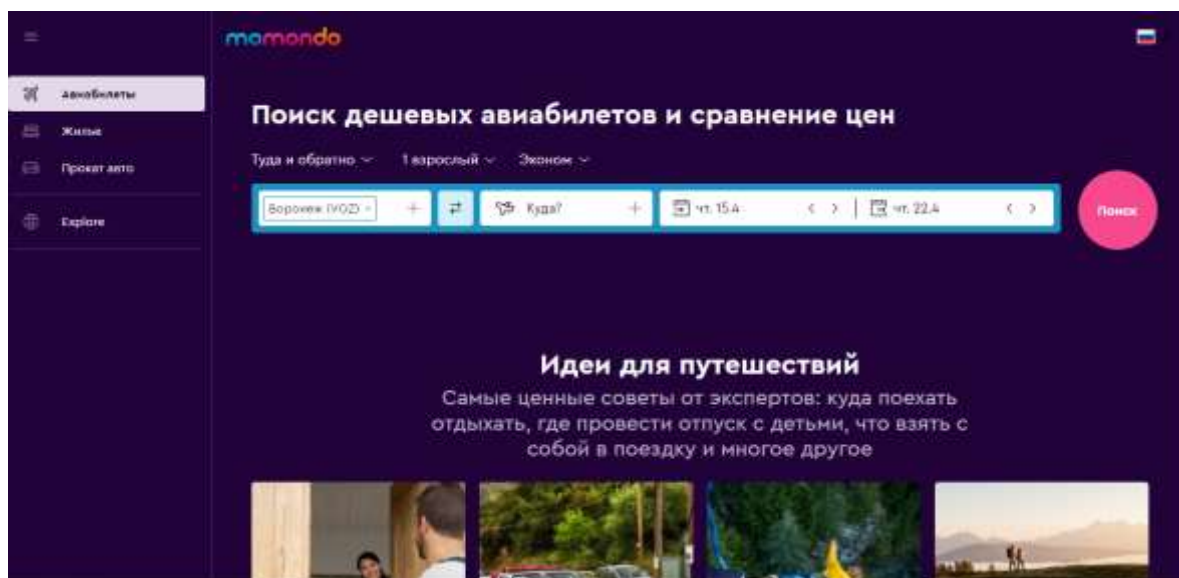 momondo
Авиабилеты
Жилье
Прокат авто
Explore
Поиск дешевых авиабилетов и сравнение цен
Туда и обратно 1 взрослый Эконом
Воронеж (VOZ) Куда? чт. 15.4 чт. 22.4 Поиск
Идеи для путешествий
Самые ценные советы от экспертов: куда поехать
отдыхать, где провести отпуск с детьми, что взять с
собой в поездку и многое другое